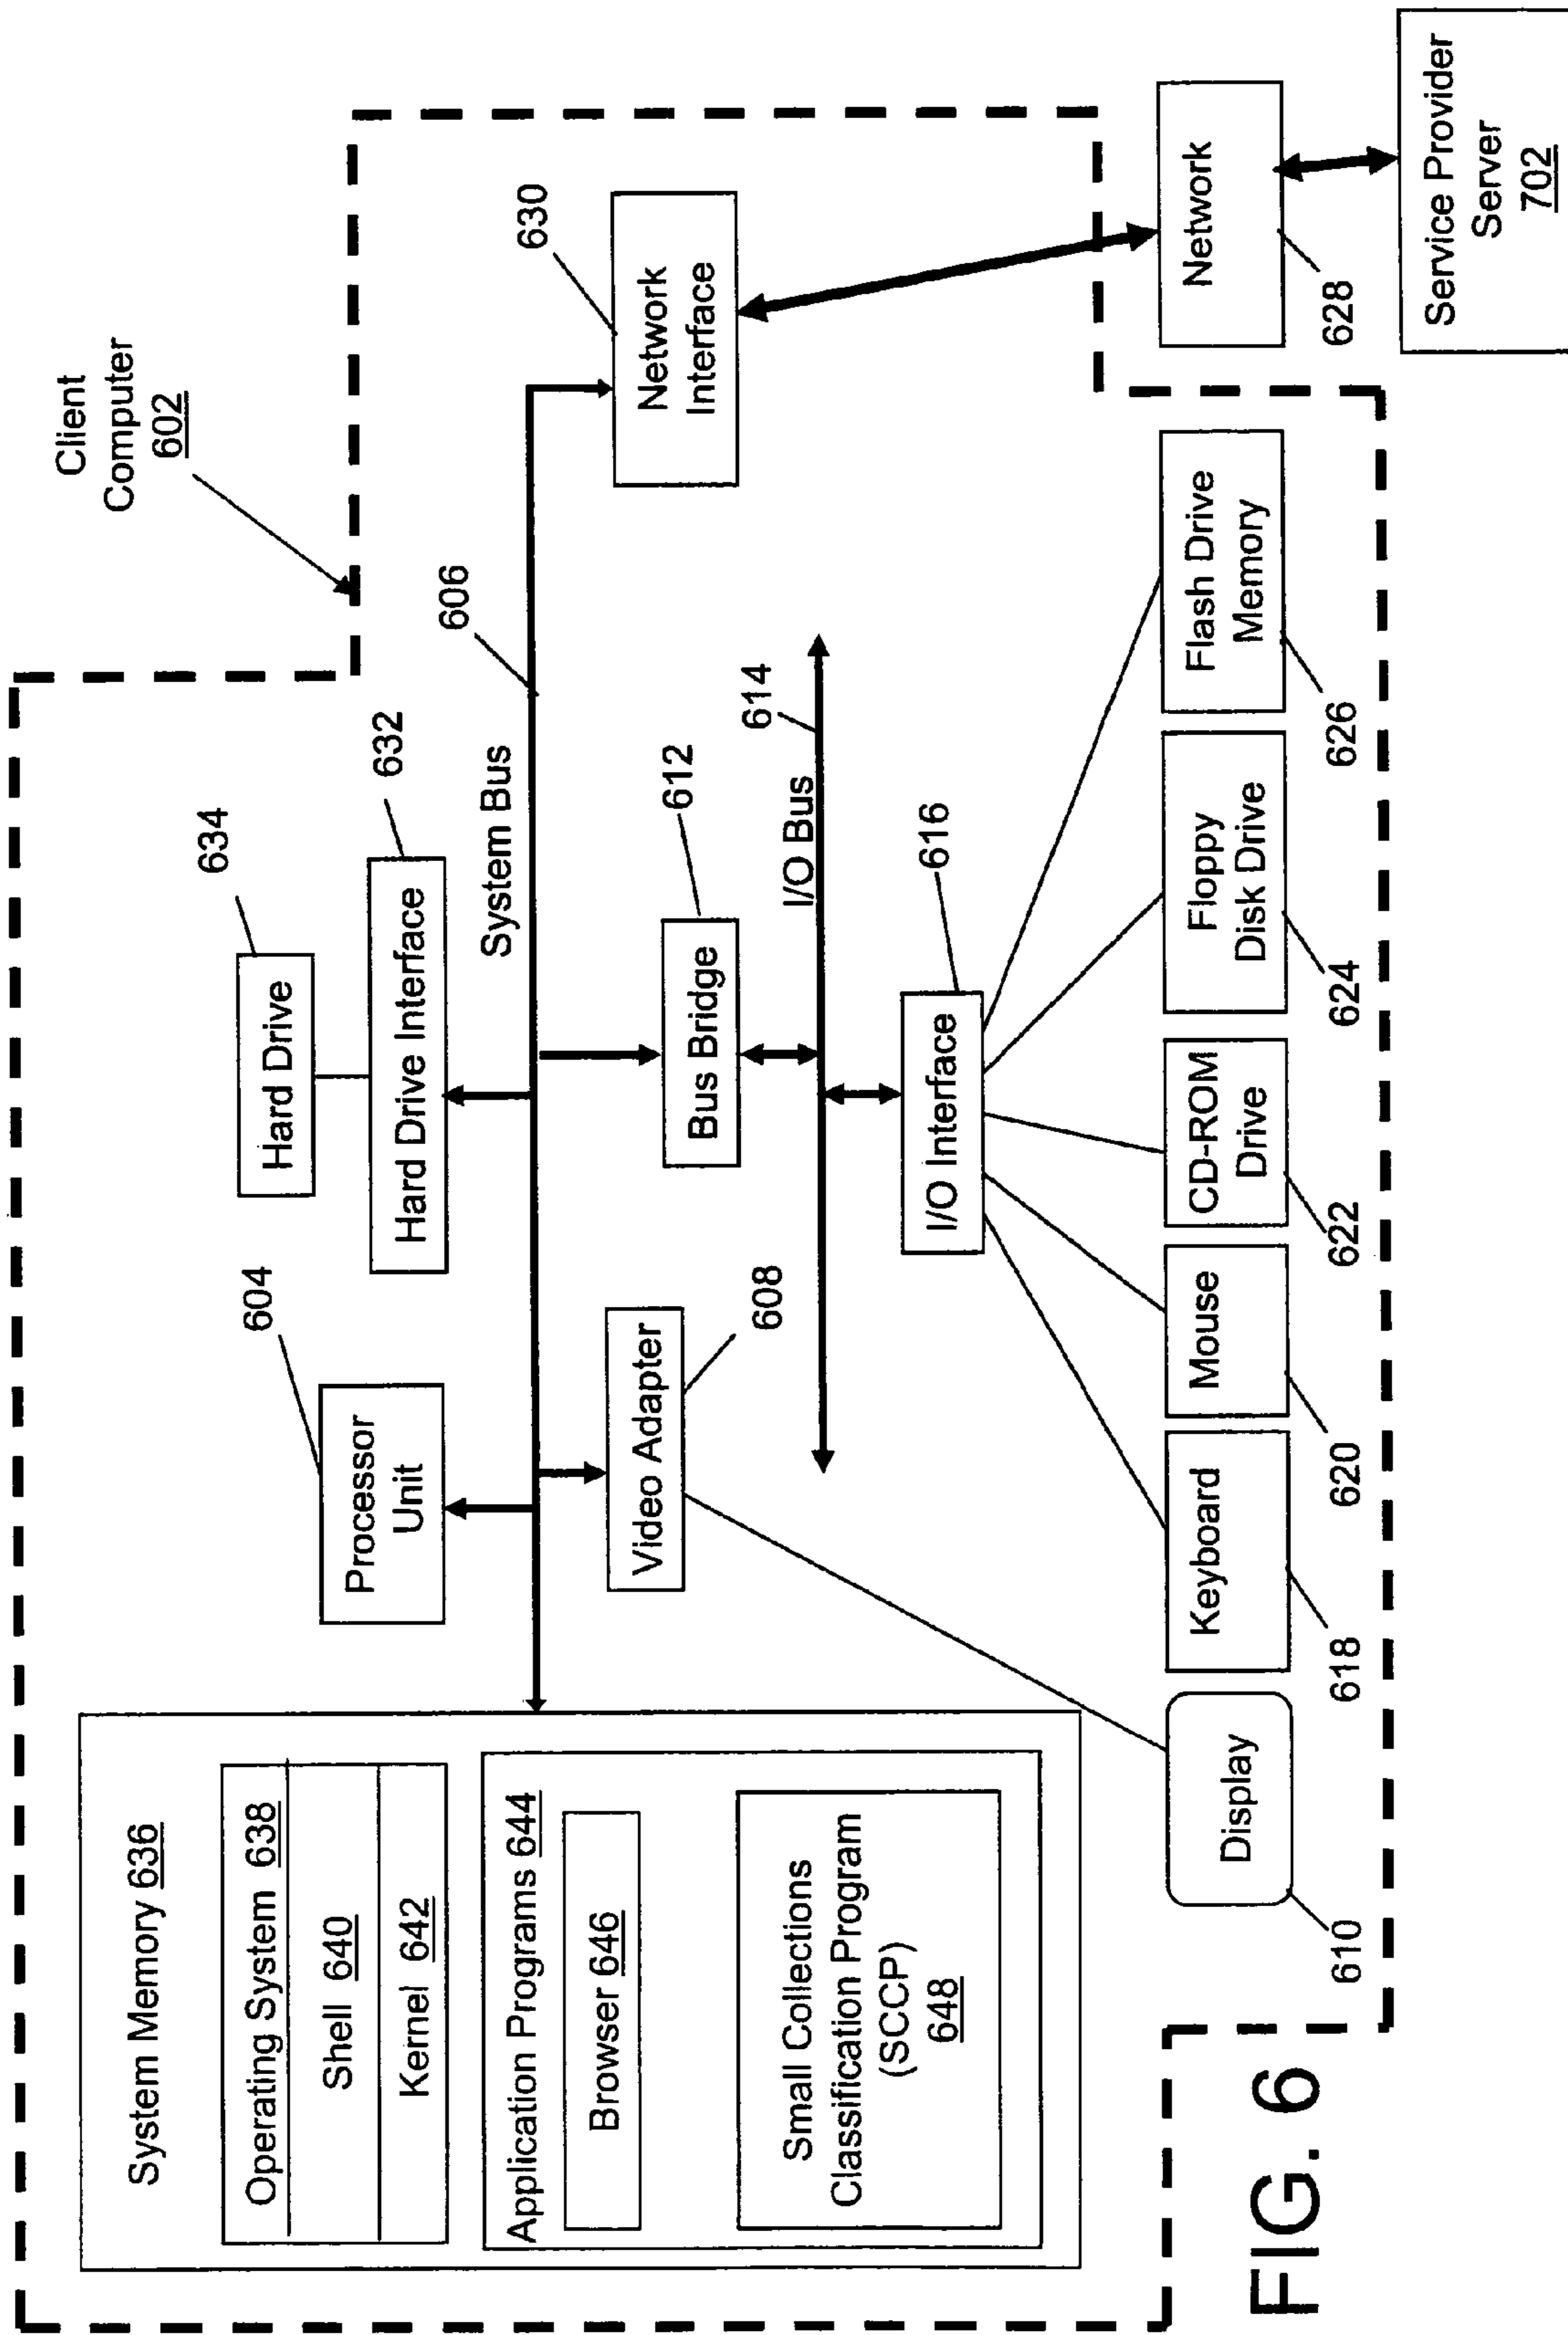 Client
Computer
602
System Memory 636
Operating System 638
Shell 640
Kernel 642
Application Programs 644
Browser 646
Small Collections
Classification Program
(SCCP)
648
604
Processor
Unit
634
Hard Drive
632
Hard Drive Interface
System Bus
606
630
Network
Interface
Video Adapter
608
Bus Bridge
612
614
I/O Bus
I/O Interface
616
Display
610
Keyboard
618
Mouse
620
CD-ROM
Drive
622
Floppy
Disk Drive
624
Flash Drive
Memory
626
Network
628
Service Provider
Server
702
FIG. 6